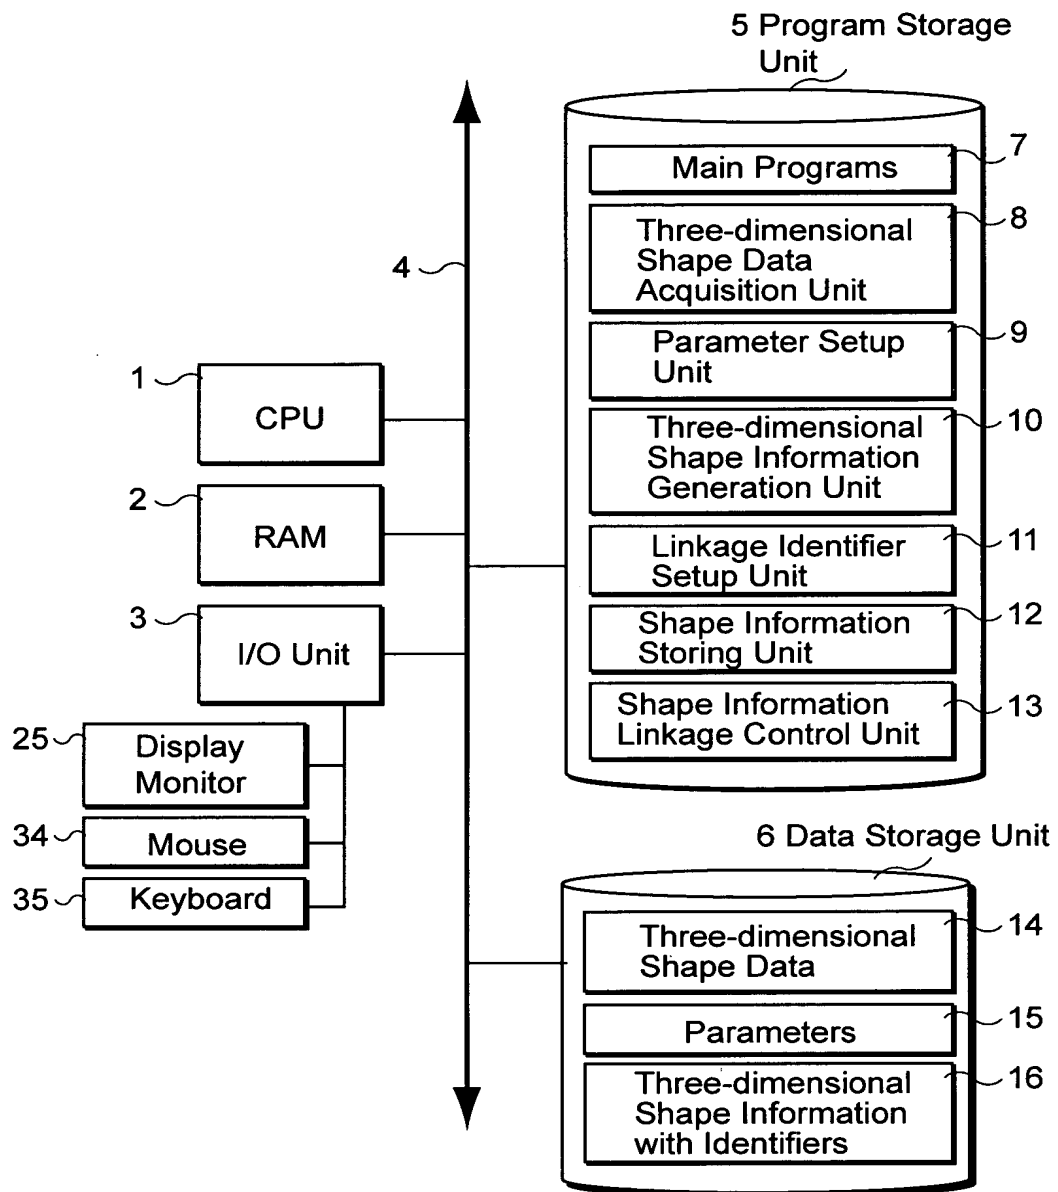 5 Program Storage
Unit
7
Main Programs
8
Three-dimensional
Shape Data
Acquisition Unit
4
9
Parameter Setup
Unit
1
CPU
10
Three-dimensional
Shape Information
Generation Unit
2
RAM
11
Linkage Identifier
Setup Unit
3
I/O Unit
12
Shape Information
Storing Unit
13
Shape Information
Linkage Control Unit
25
Display
Monitor
34
Mouse
35
Keyboard
6 Data Storage Unit
14
Three-dimensional
Shape Data
15
Parameters
16
Three-dimensional
Shape Information
with Identifiers